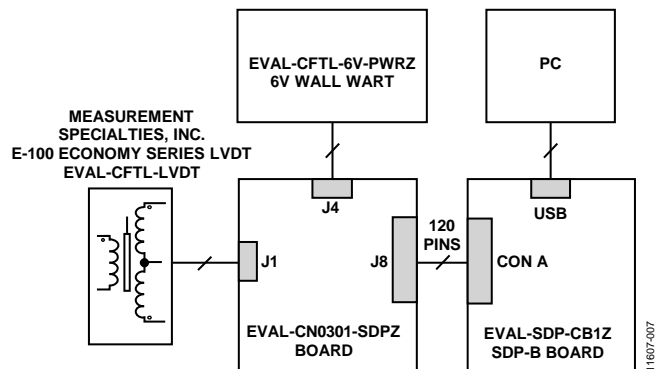 EVAL-CFTL-6V-PWRZ
6V WALL WART
PC
MEASUREMENT
SPECIALTIES, INC.
E-100 ECONOMY SERIES LVDT
EVAL-CFTL-LVDT
J4
USB
J1
J8
120
PINS
CON A
EVAL-CN0301-SDPZ
BOARD
EVAL-SDP-CB1Z
SDP-B BOARD
11607-007